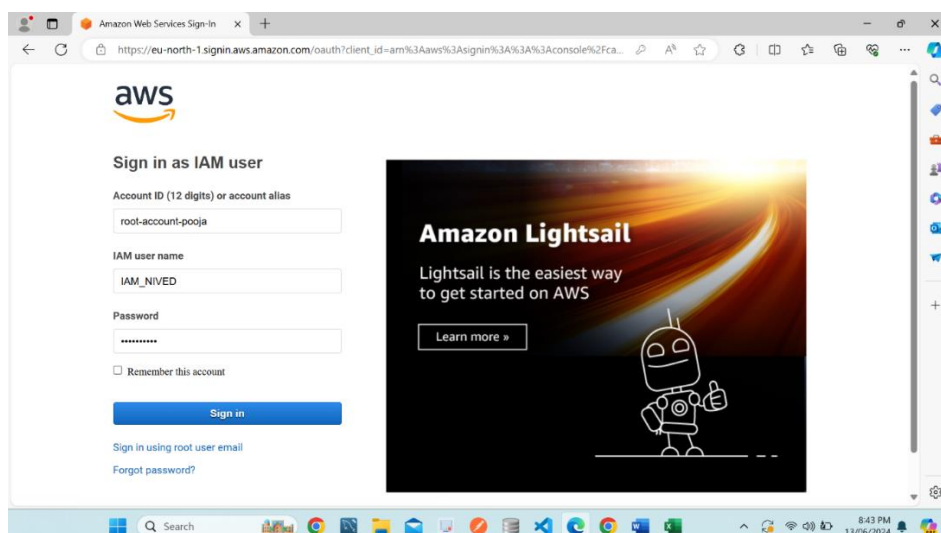 Amazon Web Services Sign-In
https://eu-north-1.signin.aws.amazon.com/oauth?client_id=arn%3Aaws%3Asignin%3A%3A%3Aconsole%2Fca...
aws
Sign in as IAM user
Account ID (12 digits) or account alias
root-account-pooja
IAM user name
IAM_NIVED
Password
••••••••••
Remember this account
Sign in
Sign in using root user email
Forgot password?
Amazon Lightsail
Lightsail is the easiest way
to get started on AWS
Learn more »
Search
8:43 PM
13/06/2024